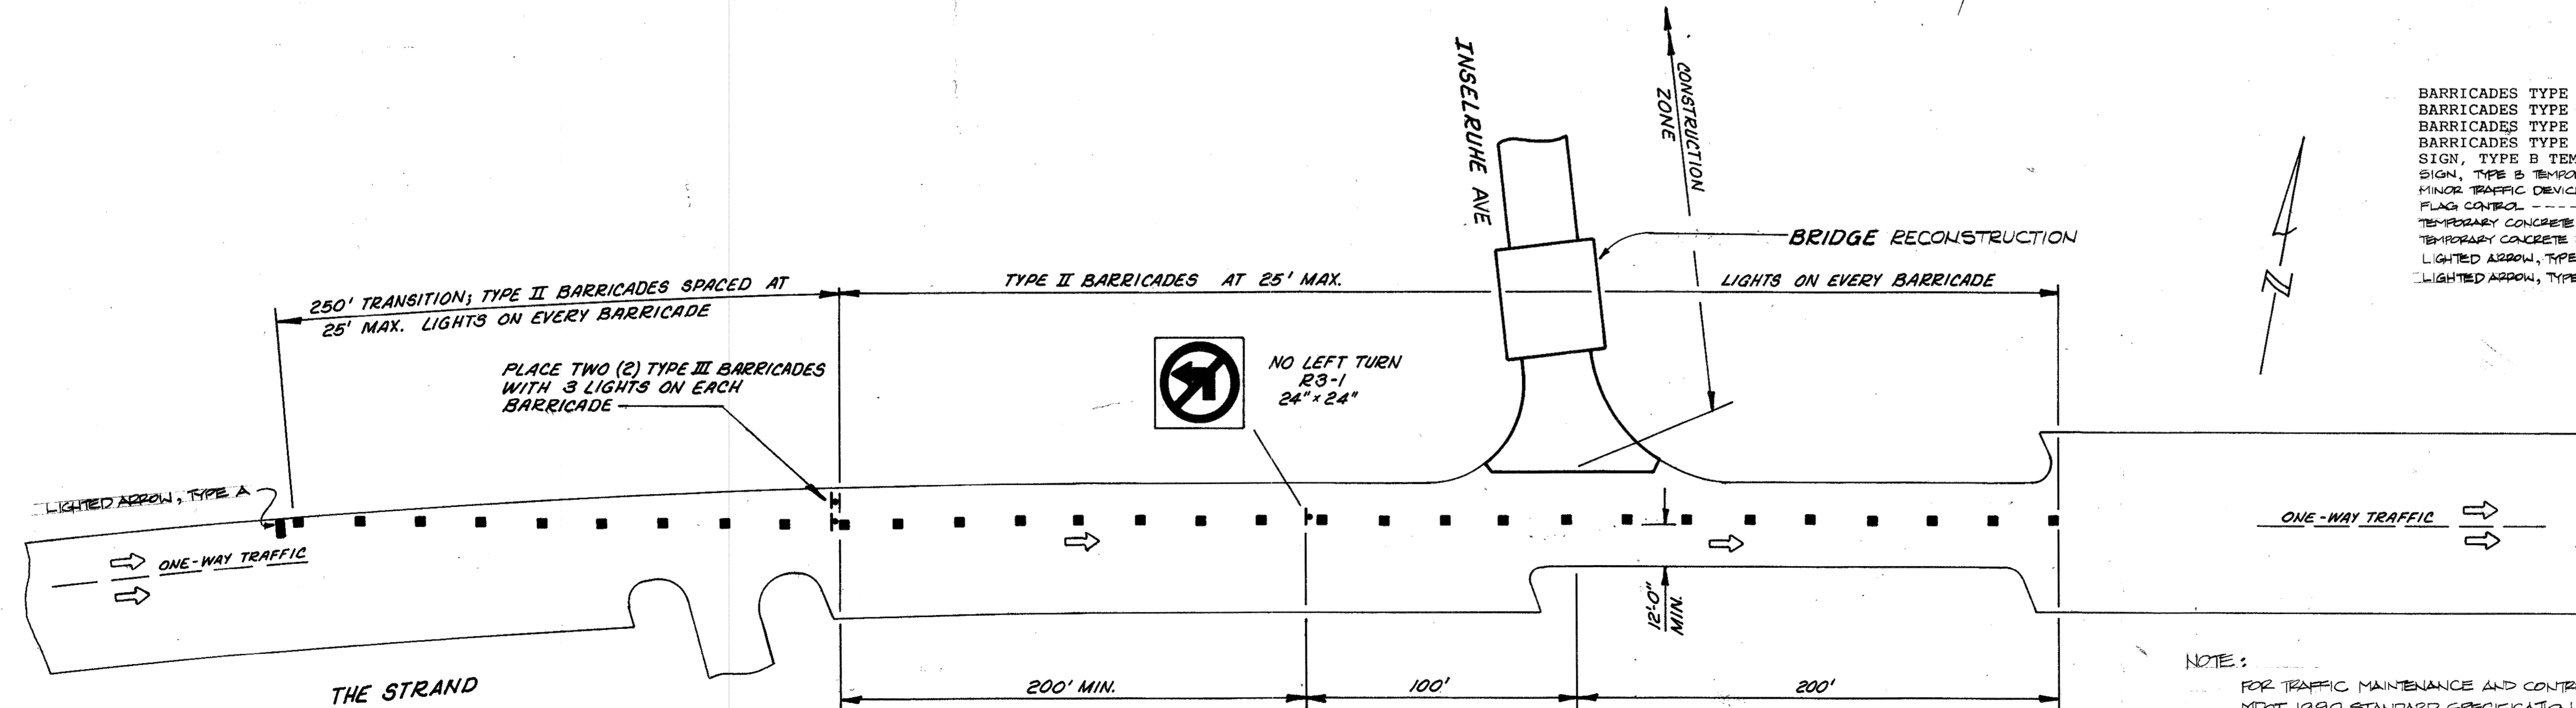 INSELRUHE AVE
CONSTRUCTION
ZONE
BARRICADES TYPE
BARRICADES TYPE
BARRICADES TYPE
BARRICADES TYPE
SIGN, TYPE B TEM
SIGN, TYPE B TEMPO
MINOR TRAFFIC DEVIC
FLAG CONTROL ----
TEMPORARY CONCRETE
TEMPORARY CONCRETE
LIGHTED ARROW, TYPE
LIGHTED ARROW, TYPE
BRIDGE RECONSTRUCTION
250' TRANSITION; TYPE II BARRICADES SPACED AT
25' MAX. LIGHTS ON EVERY BARRICADE
TYPE II BARRICADES AT 25' MAX.
LIGHTS ON EVERY BARRICADE
N
PLACE TWO (2) TYPE III BARRICADES
WITH 3 LIGHTS ON EACH
BARRICADE
NO LEFT TURN
R3-1
24" x 24"
LIGHTED ARROW, TYPE A
ONE-WAY TRAFFIC
ONE-WAY TRAFFIC
12'-0"
MIN.
THE STRAND
200' MIN.
100'
200'
NOTE:
FOR TRAFFIC MAINTENANCE AND CONTR
MDOT 1990 STANDARD SPECIFICATION